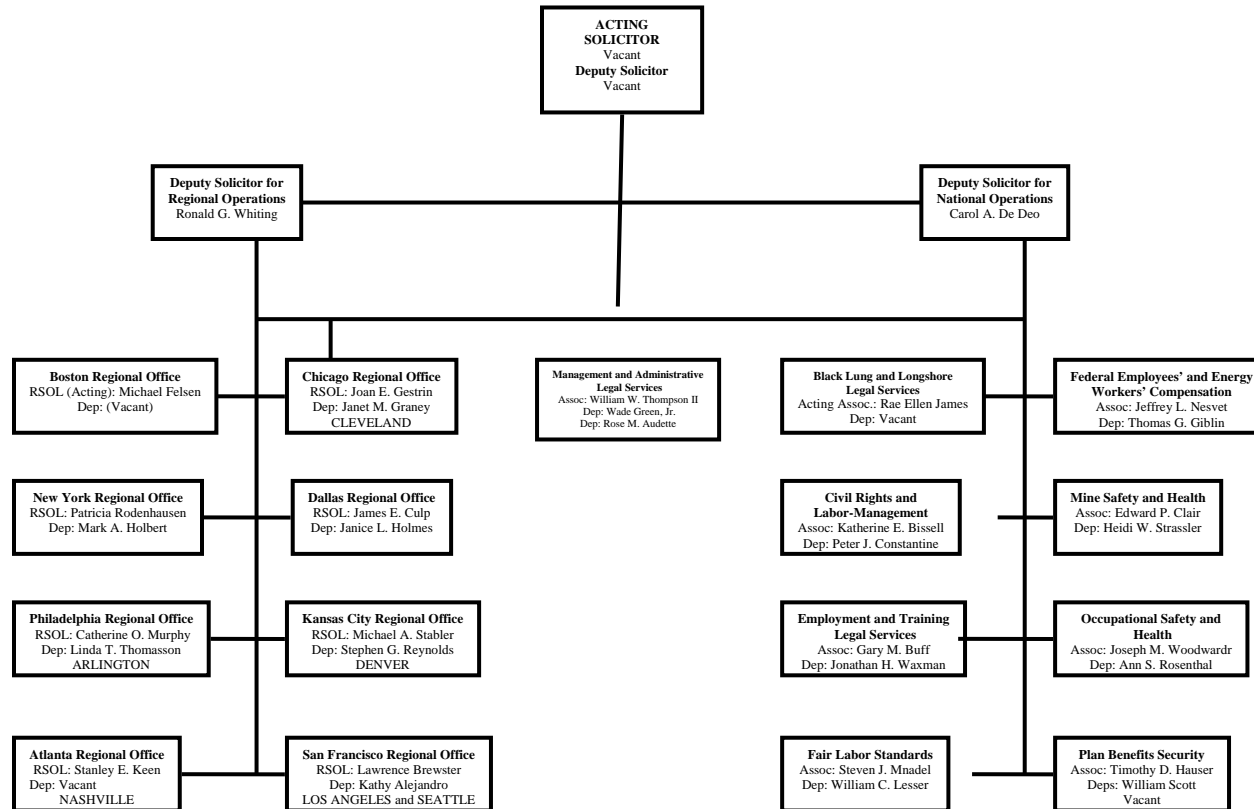 ACTING
SOLICITOR
Vacant
Deputy Solicitor
Vacant
Deputy Solicitor for
Regional Operations
Ronald G. Whiting
Deputy Solicitor for
National Operations
Carol A. De Deo
Boston Regional Office
RSOL (Acting): Michael Felsen
Dep: (Vacant)
Chicago Regional Office
RSOL: Joan E. Gestrin
Dep: Janet M. Graney
CLEVELAND
Management and Administrative
Legal Services
Assoc: William W. Thompson II
Dep: Wade Green, Jr.
Dep: Rose M. Audette
Black Lung and Longshore
Legal Services
Acting Assoc.: Rae Ellen James
Dep: Vacant
Federal Employees' and Energy
Workers' Compensation
Assoc: Jeffrey L. Nesvet
Dep: Thomas G. Giblin
New York Regional Office
RSOL: Patricia Rodenhausen
Dep: Mark A. Holbert
Dallas Regional Office
RSOL: James E. Culp
Dep: Janice L. Holmes
Civil Rights and
Labor-Management
Assoc: Katherine E. Bissell
Dep: Peter J. Constantine
Mine Safety and Health
Assoc: Edward P. Clair
Dep: Heidi W. Strassler
Philadelphia Regional Office
RSOL: Catherine O. Murphy
Dep: Linda T. Thomasson
ARLINGTON
Kansas City Regional Office
RSOL: Michael A. Stabler
Dep: Stephen G. Reynolds
DENVER
Employment and Training
Legal Services
Assoc: Gary M. Buff
Dep: Jonathan H. Waxman
Occupational Safety and
Health
Assoc: Joseph M. Woodwardr
Dep: Ann S. Rosenthal
Atlanta Regional Office
RSOL: Stanley E. Keen
Dep: Vacant
NASHVILLE
San Francisco Regional Office
RSOL: Lawrence Brewster
Dep: Kathy Alejandro
LOS ANGELES and SEATTLE
Fair Labor Standards
Assoc: Steven J. Mnadel
Dep: William C. Lesser
Plan Benefits Security
Assoc: Timothy D. Hauser
Deps: William Scott
Vacant